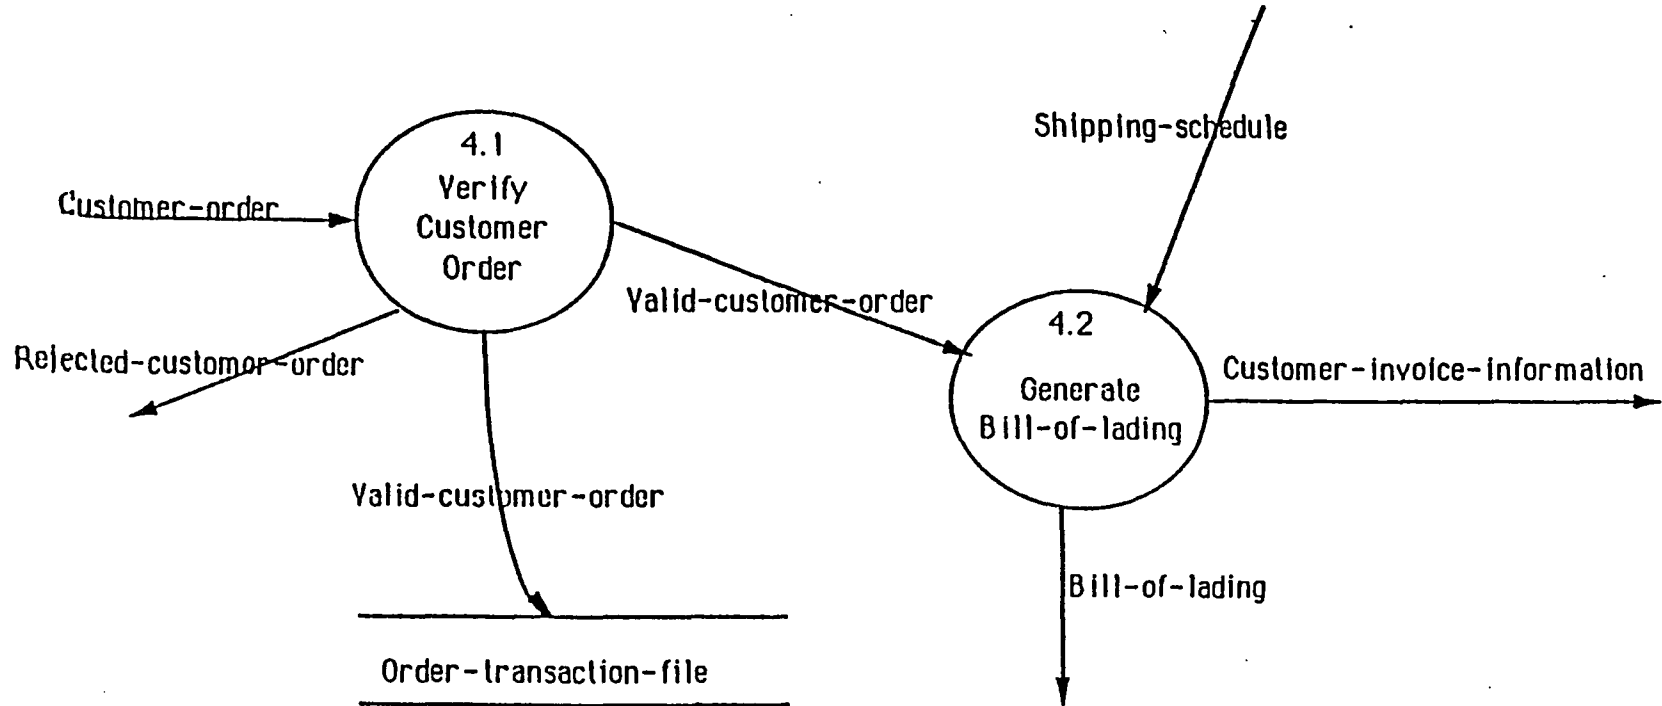 Shipping-schedule
4.1
Verify
Customer
Order
Customer-order
Valid-customer-order
4.2
Generate
Bill-of-lading
Rejected-customer-order
Customer-invoice-information
Valid-customer-order
Bill-of-lading
Order-transaction-file